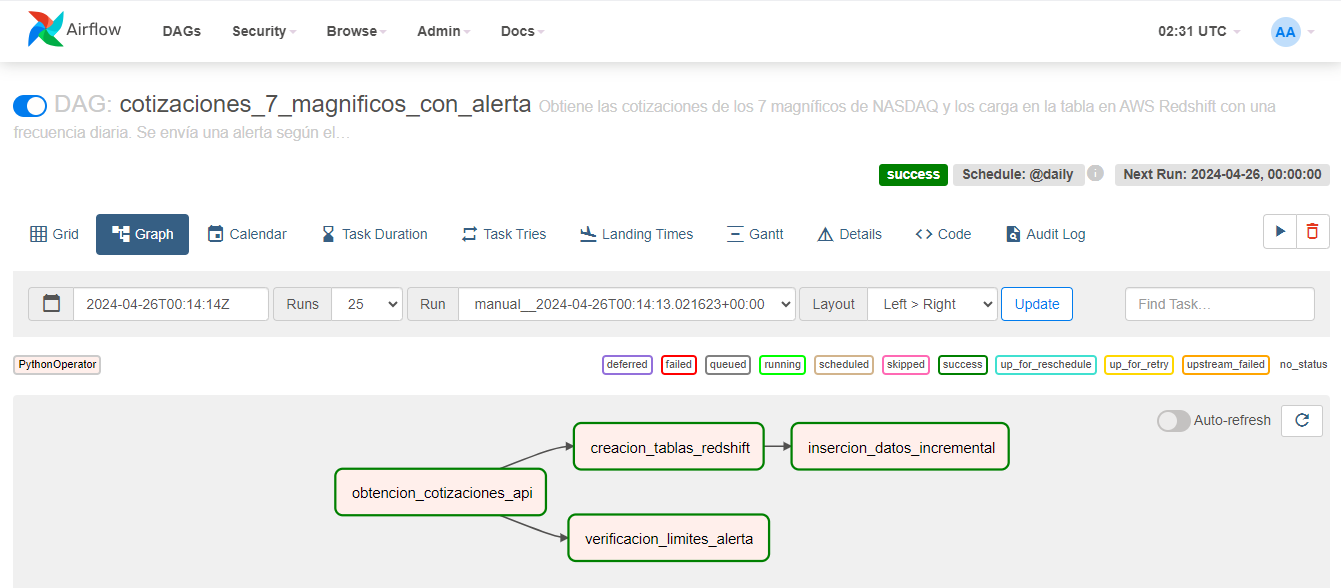 Airflow DAGs Security Browse Admin Docs 02:31 UTC AA
DAG: cotizaciones_7_magnificos_con_alerta Obtiene las cotizaciones de los 7 magníficos de NASDAQ y los carga en la tabla en AWS Redshift con una
frecuencia diaria. Se envía una alerta según el…
success Schedule: @daily i Next Run: 2024-04-26, 00:00:00
Grid Graph Calendar Task Duration Task Tries Landing Times Gantt Details Code Audit Log
2024-04-26T00:14:14Z Runs 25 Run manual__2024-04-26T00:14:13.021623+00:00 Layout Left > Right Update Find Task…
PythonOperator deferred failed queued running scheduled skipped success up_for_reschedule up_for_retry upstream_failed no_status
Auto-refresh
creacion_tablas_redshift insercion_datos_incremental
obtencion_cotizaciones_api
verificacion_limites_alerta